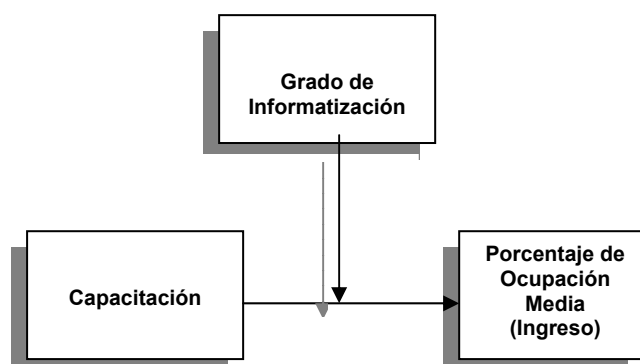 Grado de
Informatización
Capacitación
Porcentaje de
Ocupación
Media
(Ingreso)